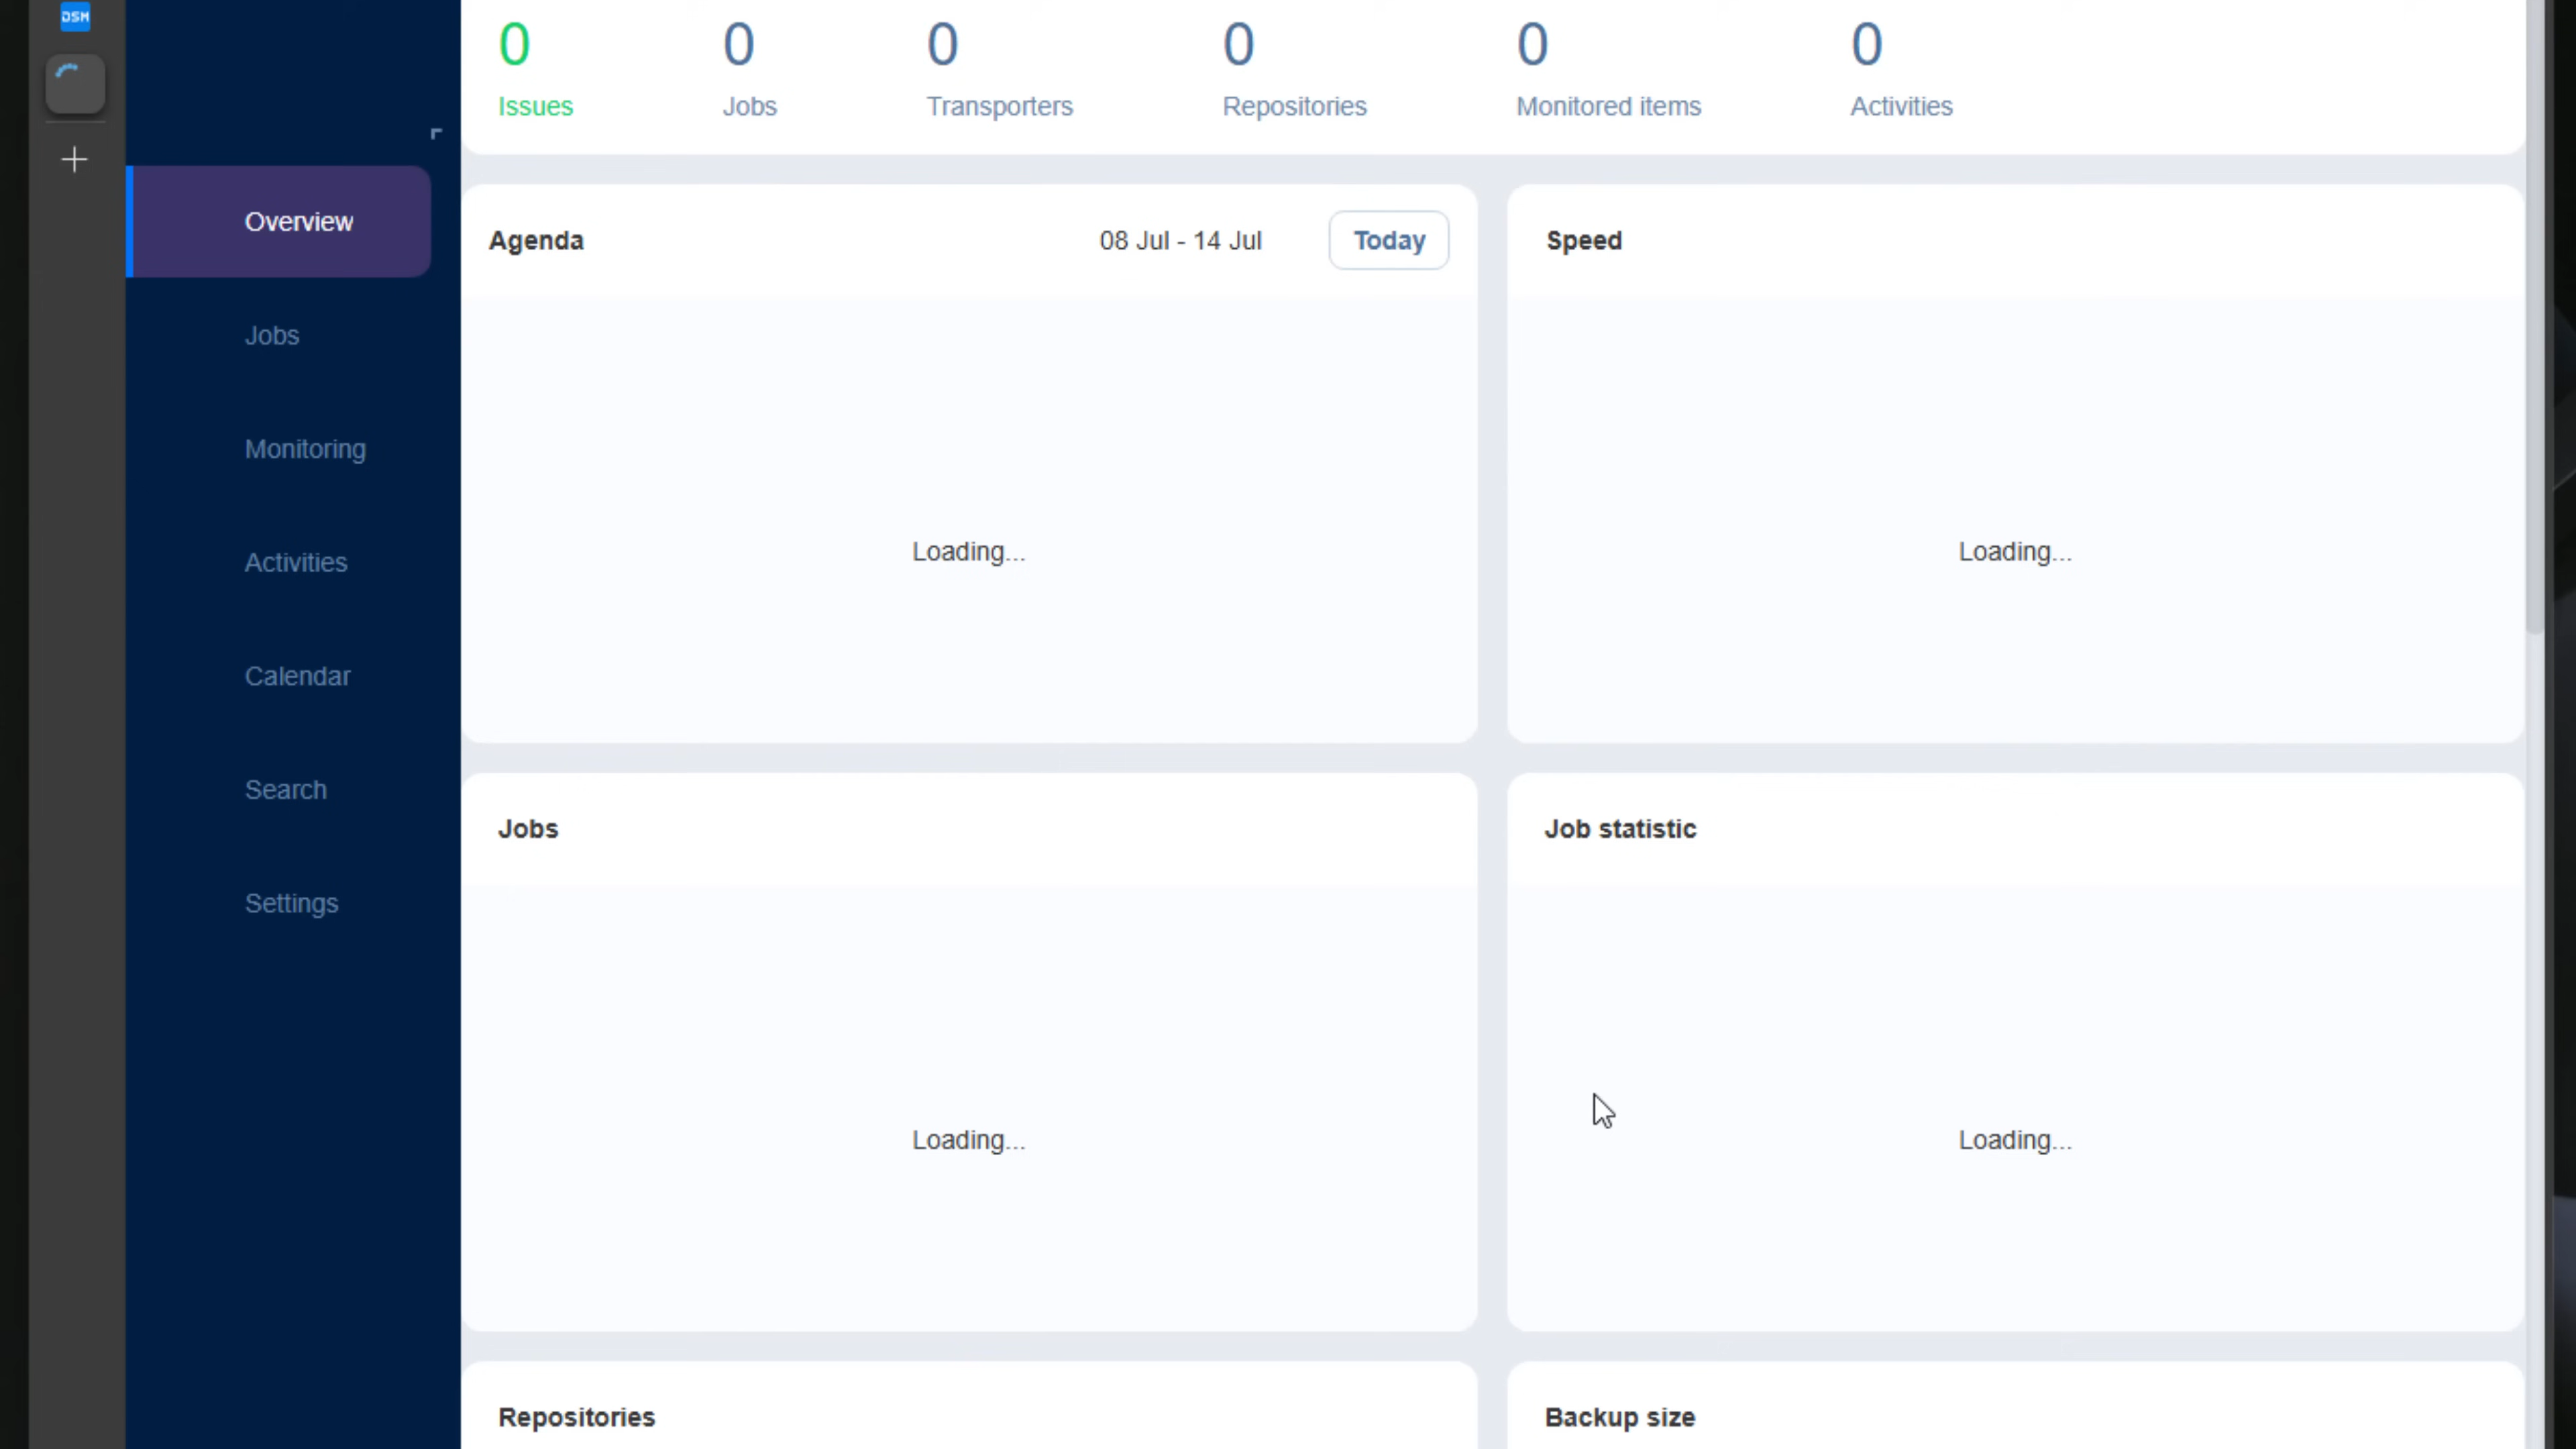 DSM
0 0 0 0 0 0
Issues Jobs Transporters Repositories Monitored items Activities
Overview
Jobs
Monitoring
Activities
Calendar
Search
Settings
Agenda 08 Jul - 14 Jul Today
Loading...
Speed
Loading...
Jobs
Loading...
Job statistic
Loading...
Repositories
Backup size